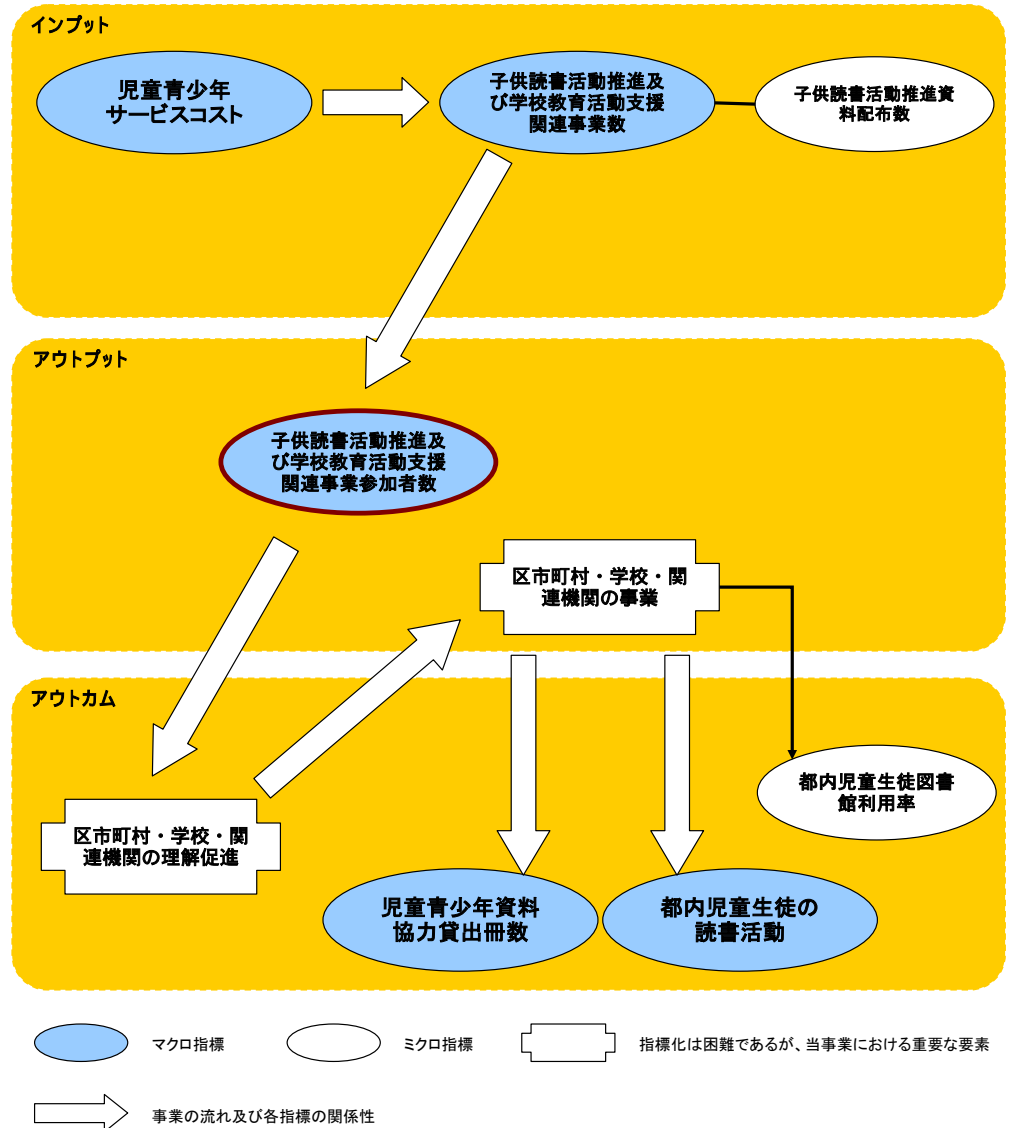 インプット
児童青少年
サービスコスト
子供読書活動推進及
び学校教育活動支援
関連事業数
子供読書活動推進資
料配布数
アウトプット
子供読書活動推進及
び学校教育活動支援
関連事業参加者数
区市町村・学校・関
連機関の事業
アウトカム
都内児童生徒図書
館利用率
区市町村・学校・関
連機関の理解促進
児童青少年資料
協力貸出冊数
都内児童生徒の
読書活動
マクロ指標
ミクロ指標
指標化は困難であるが、当事業における重要な要素
事業の流れ及び各指標の関係性